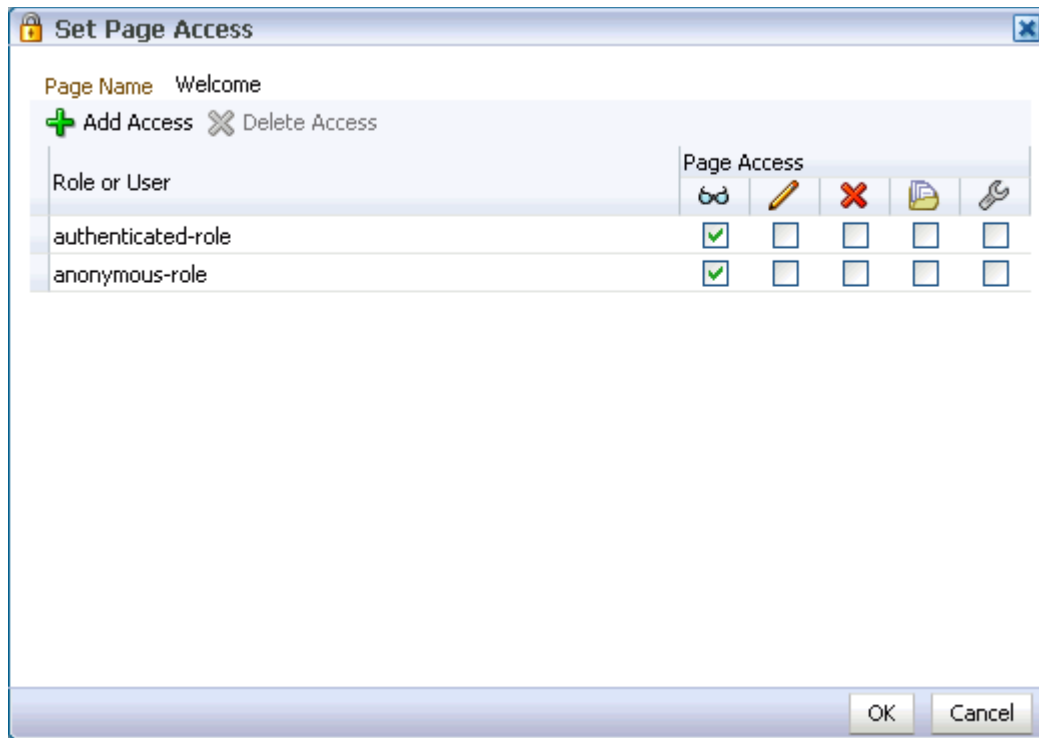 Set Page Access
Page Name Welcome
Add Access Delete Access
Role or User
Page Access
authenticated-role
anonymous-role
OK Cancel